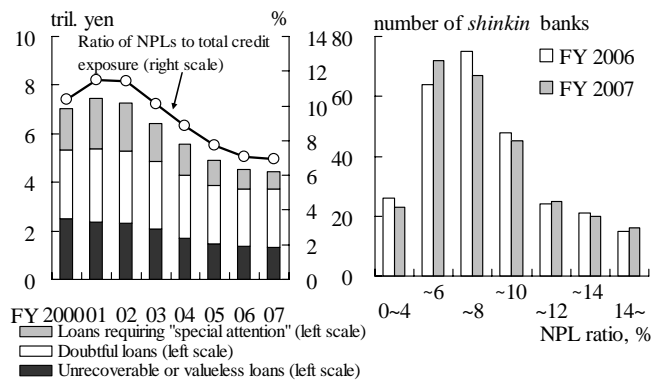 tril. yen
%
Ratio of NPLs to total credit
exposure (right scale)
10
8
6
4
2
0
14
12
10
8
6
4
2
0
FY 2000 01 02 03 04 05 06 07
Loans requiring "special attention" (left scale)
Doubtful loans (left scale)
Unrecoverable or valueless loans (left scale)
number of shinkin banks
FY 2006
FY 2007
80
60
40
20
0
~6 ~10 ~14
0~4 ~8 ~12 14~
NPL ratio, %